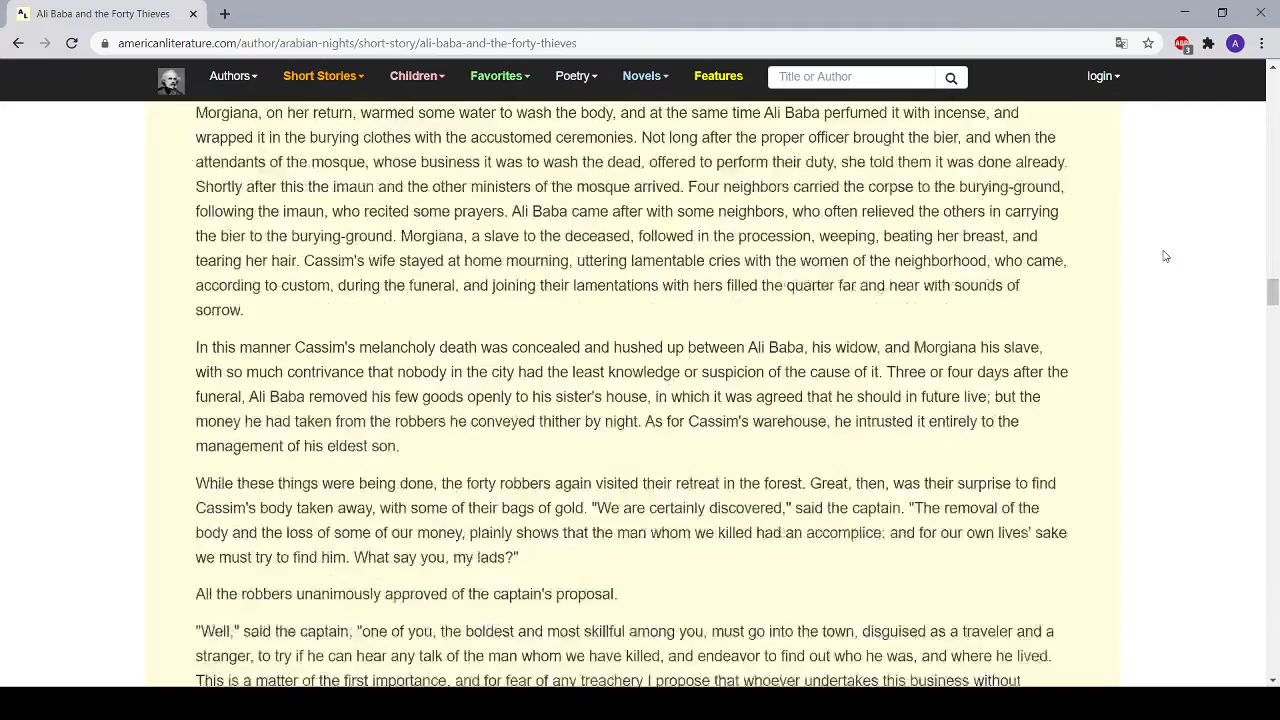 Ali Baba and the Forty Thieves
americanliterature.com/author/arabian-nights/short-story/ali-baba-and-the-forty-thieves
ABP
3
A
Authors Short Stories Children Favorites Poetry Novels Features Title or Author login
Morgiana, on her return, warmed some water to wash the body, and at the same time Ali Baba perfumed it with incense, and
wrapped it in the burying clothes with the accustomed ceremonies. Not long after the proper officer brought the bier, and when the
attendants of the mosque, whose business it was to wash the dead, offered to perform their duty, she told them it was done already.
Shortly after this the imaun and the other ministers of the mosque arrived. Four neighbors carried the corpse to the burying-ground,
following the imaun, who recited some prayers. Ali Baba came after with some neighbors, who often relieved the others in carrying
the bier to the burying-ground. Morgiana, a slave to the deceased, followed in the procession, weeping, beating her breast, and
tearing her hair. Cassim's wife stayed at home mourning, uttering lamentable cries with the women of the neighborhood, who came,
according to custom, during the funeral, and joining their lamentations with hers filled the quarter far and near with sounds of
sorrow.
In this manner Cassim's melancholy death was concealed and hushed up between Ali Baba, his widow, and Morgiana his slave,
with so much contrivance that nobody in the city had the least knowledge or suspicion of the cause of it. Three or four days after the
funeral, Ali Baba removed his few goods openly to his sister's house, in which it was agreed that he should in future live; but the
money he had taken from the robbers he conveyed thither by night. As for Cassim's warehouse, he intrusted it entirely to the
management of his eldest son.
While these things were being done, the forty robbers again visited their retreat in the forest. Great, then, was their surprise to find
Cassim's body taken away, with some of their bags of gold. "We are certainly discovered," said the captain. "The removal of the
body and the loss of some of our money, plainly shows that the man whom we killed had an accomplice; and for our own lives' sake
we must try to find him. What say you, my lads?"
All the robbers unanimously approved of the captain's proposal.
"Well," said the captain, "one of you, the boldest and most skillful among you, must go into the town, disguised as a traveler and a
stranger, to try if he can hear any talk of the man whom we have killed, and endeavor to find out who he was, and where he lived.
This is a matter of the first importance, and for fear of any treachery I propose that whoever undertakes this business without